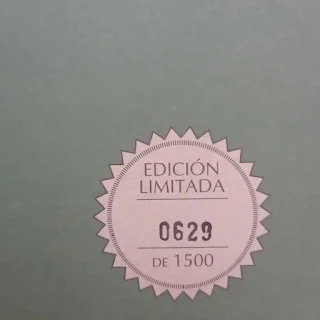 EDICIÓN
LIMITADA
0629
DE 1500